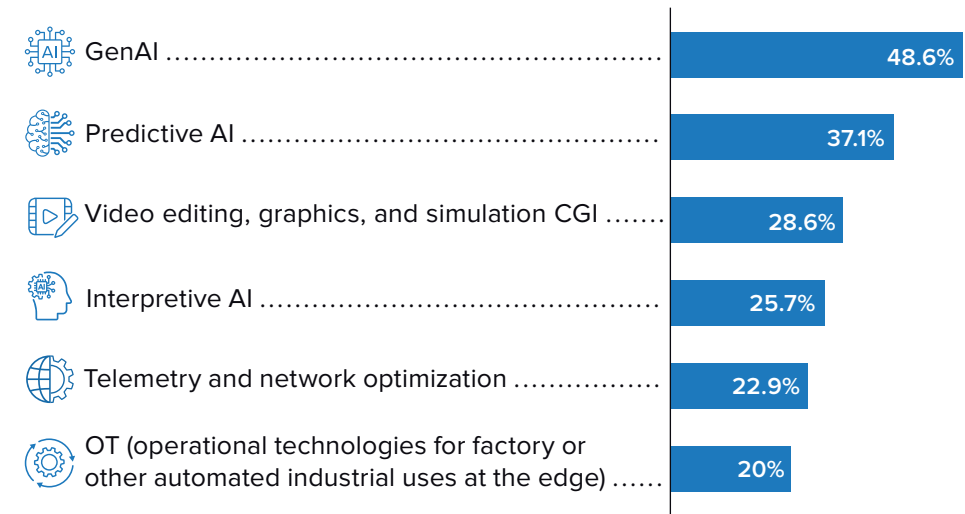 AI
GenAI ........................................................ 48.6%
Predictive AI ................................................ 37.1%
Video editing, graphics, and simulation CGI ....... 28.6%
AI
Interpretive AI .............................................. 25.7%
Telemetry and network optimization ................. 22.9%
OT (operational technologies for factory or
other automated industrial uses at the edge) ...... 20%